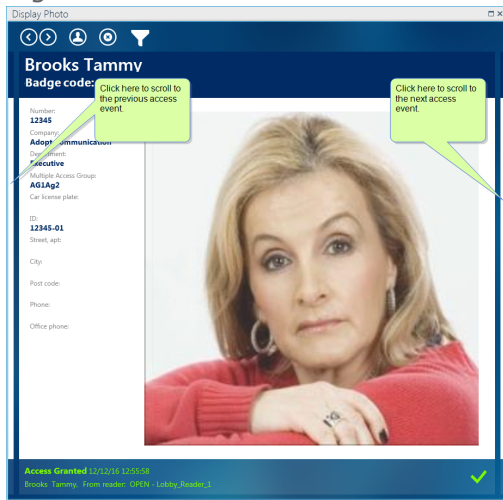 Display Photo
Brooks Tammy
Badge code:
Click here to scroll to
the previous access
event.
Click here to scroll to
the next access
event.
Number:
12345
Company:
Adopt Communication
Department:
Executive
Multiple Access Group:
AG1Ag2
Car license plate:
ID:
12345-01
Street, apt:
City:
Post code:
Phone:
Office phone:
Access Granted 12/12/16 12:55:58
Brooks Tammy, From reader: OPEN - Lobby_Reader_1